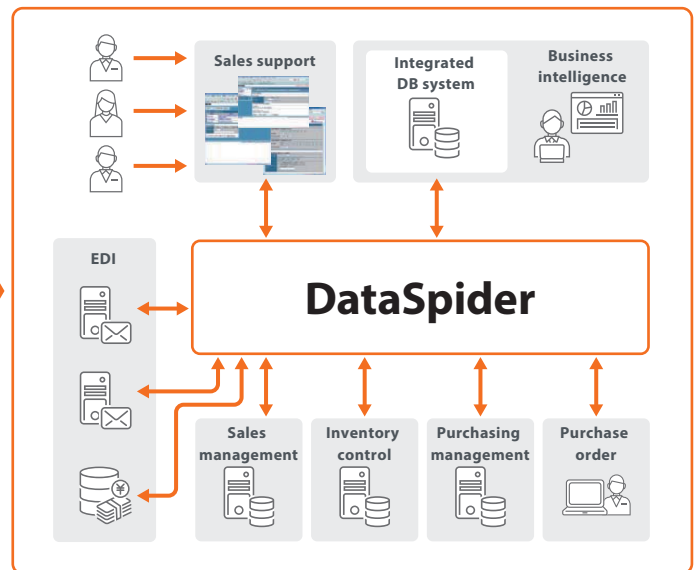 Sales support
Integrated
DB system
Business
intelligence
EDI
DataSpider
¥
Sales
management
Inventory
control
Purchasing
management
Purchase
order